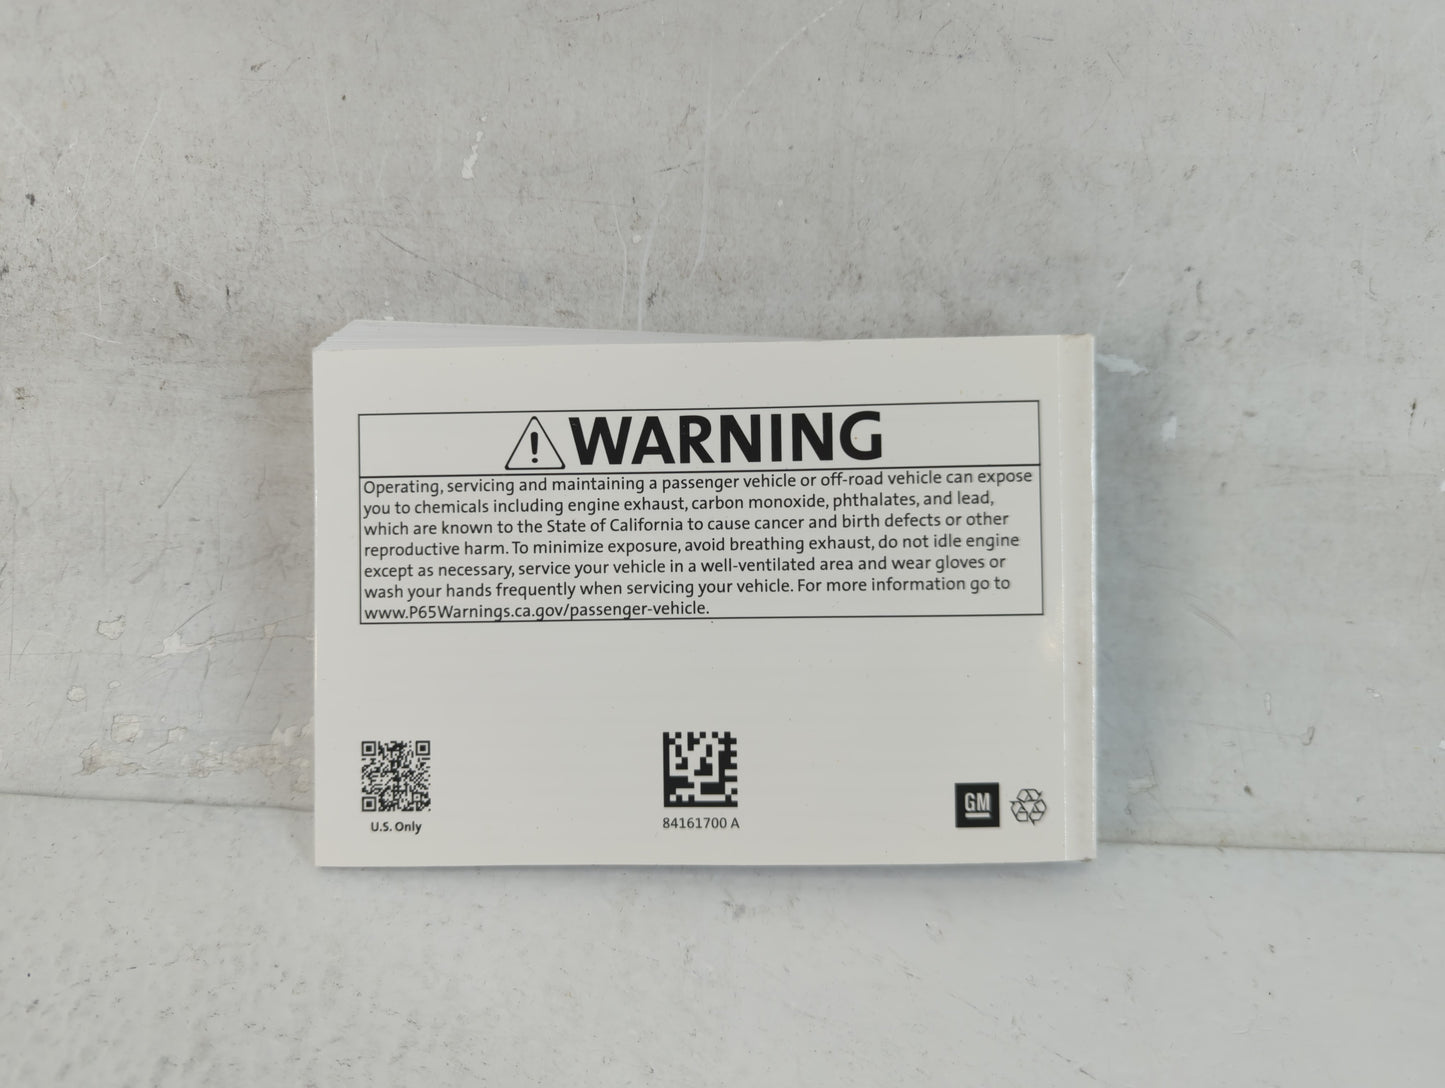 WARNING
Operating, servicing and maintaining a passenger vehicle or off-road vehicle can expose
you to chemicals including engine exhaust, carbon monoxide, phthalates, and lead,
which are known to the State of California to cause cancer and birth defects or other
reproductive harm. To minimize exposure, avoid breathing exhaust, do not idle engine
except as necessary, service your vehicle in a well-ventilated area and wear gloves or
wash your hands frequently when servicing your vehicle. For more information go to
www.P65Warnings.ca.gov/passenger-vehicle.
U.S. Only
84161700 A
GM